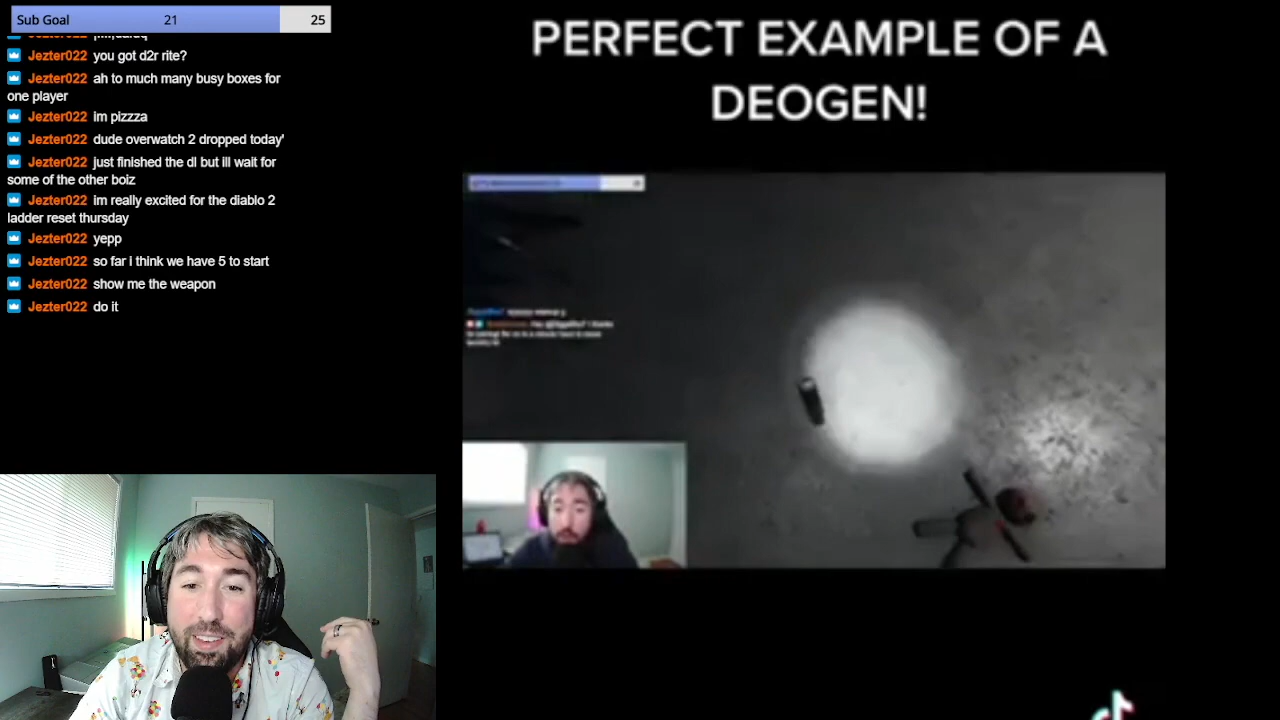 Sub Goal 21 25
Jezter022 you got d2r rite?
Jezter022 ah to much many busy boxes for
one player
Jezter022 im pizzza
Jezter022 dude overwatch 2 dropped today'
Jezter022 just finished the dl but ill wait for
some of the other boiz
Jezter022 im really excited for the diablo 2
ladder reset thursday
Jezter022 yepp
Jezter022 so far i think we have 5 to start
Jezter022 show me the weapon
Jezter022 do it
PERFECT EXAMPLE OF A
DEOGEN!